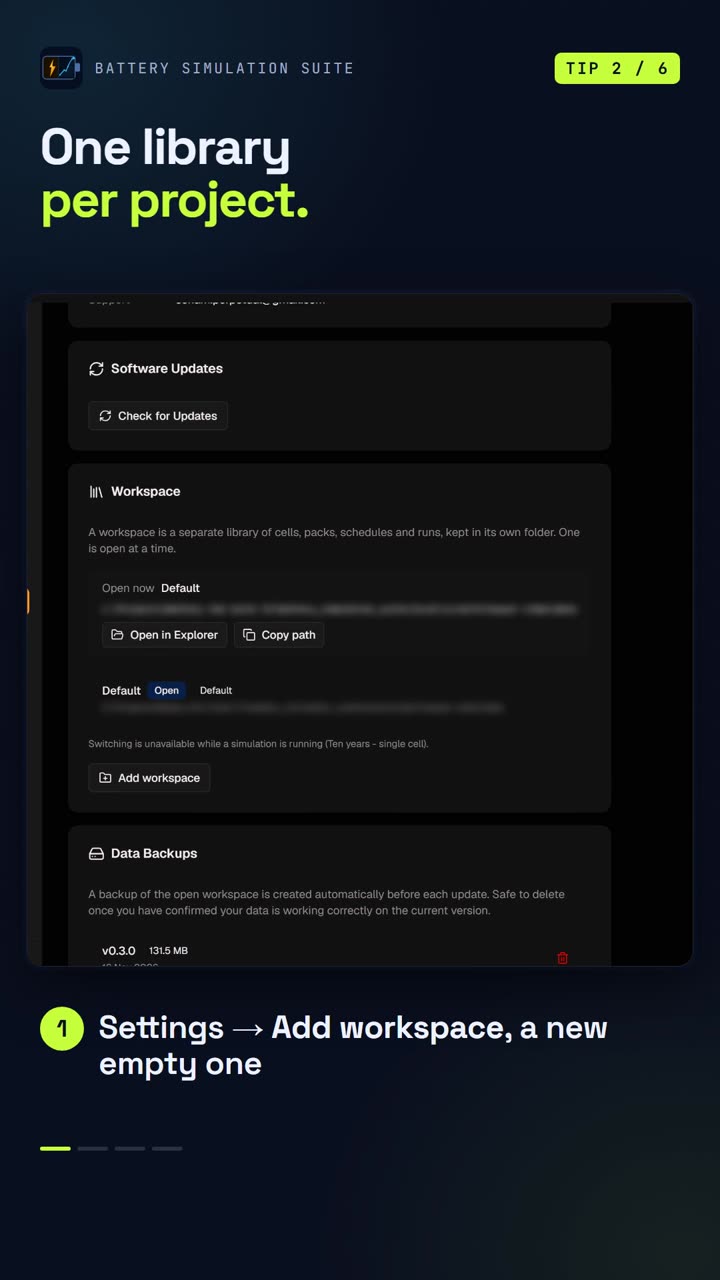 BATTERY SIMULATION SUITE
TIP 2 / 6
One library
per project.
Software Updates
Check for Updates
Workspace
A workspace is a separate library of cells, packs, schedules and runs, kept in its own folder. One
is open at a time.
Open now Default
Open in Explorer Copy path
Default Open Default
Switching is unavailable while a simulation is running (Ten years - single cell).
Add workspace
Data Backups
A backup of the open workspace is created automatically before each update. Safe to delete
once you have confirmed your data is working correctly on the current version.
v0.3.0 131.5 MB
1 Settings → Add workspace, a new
empty one